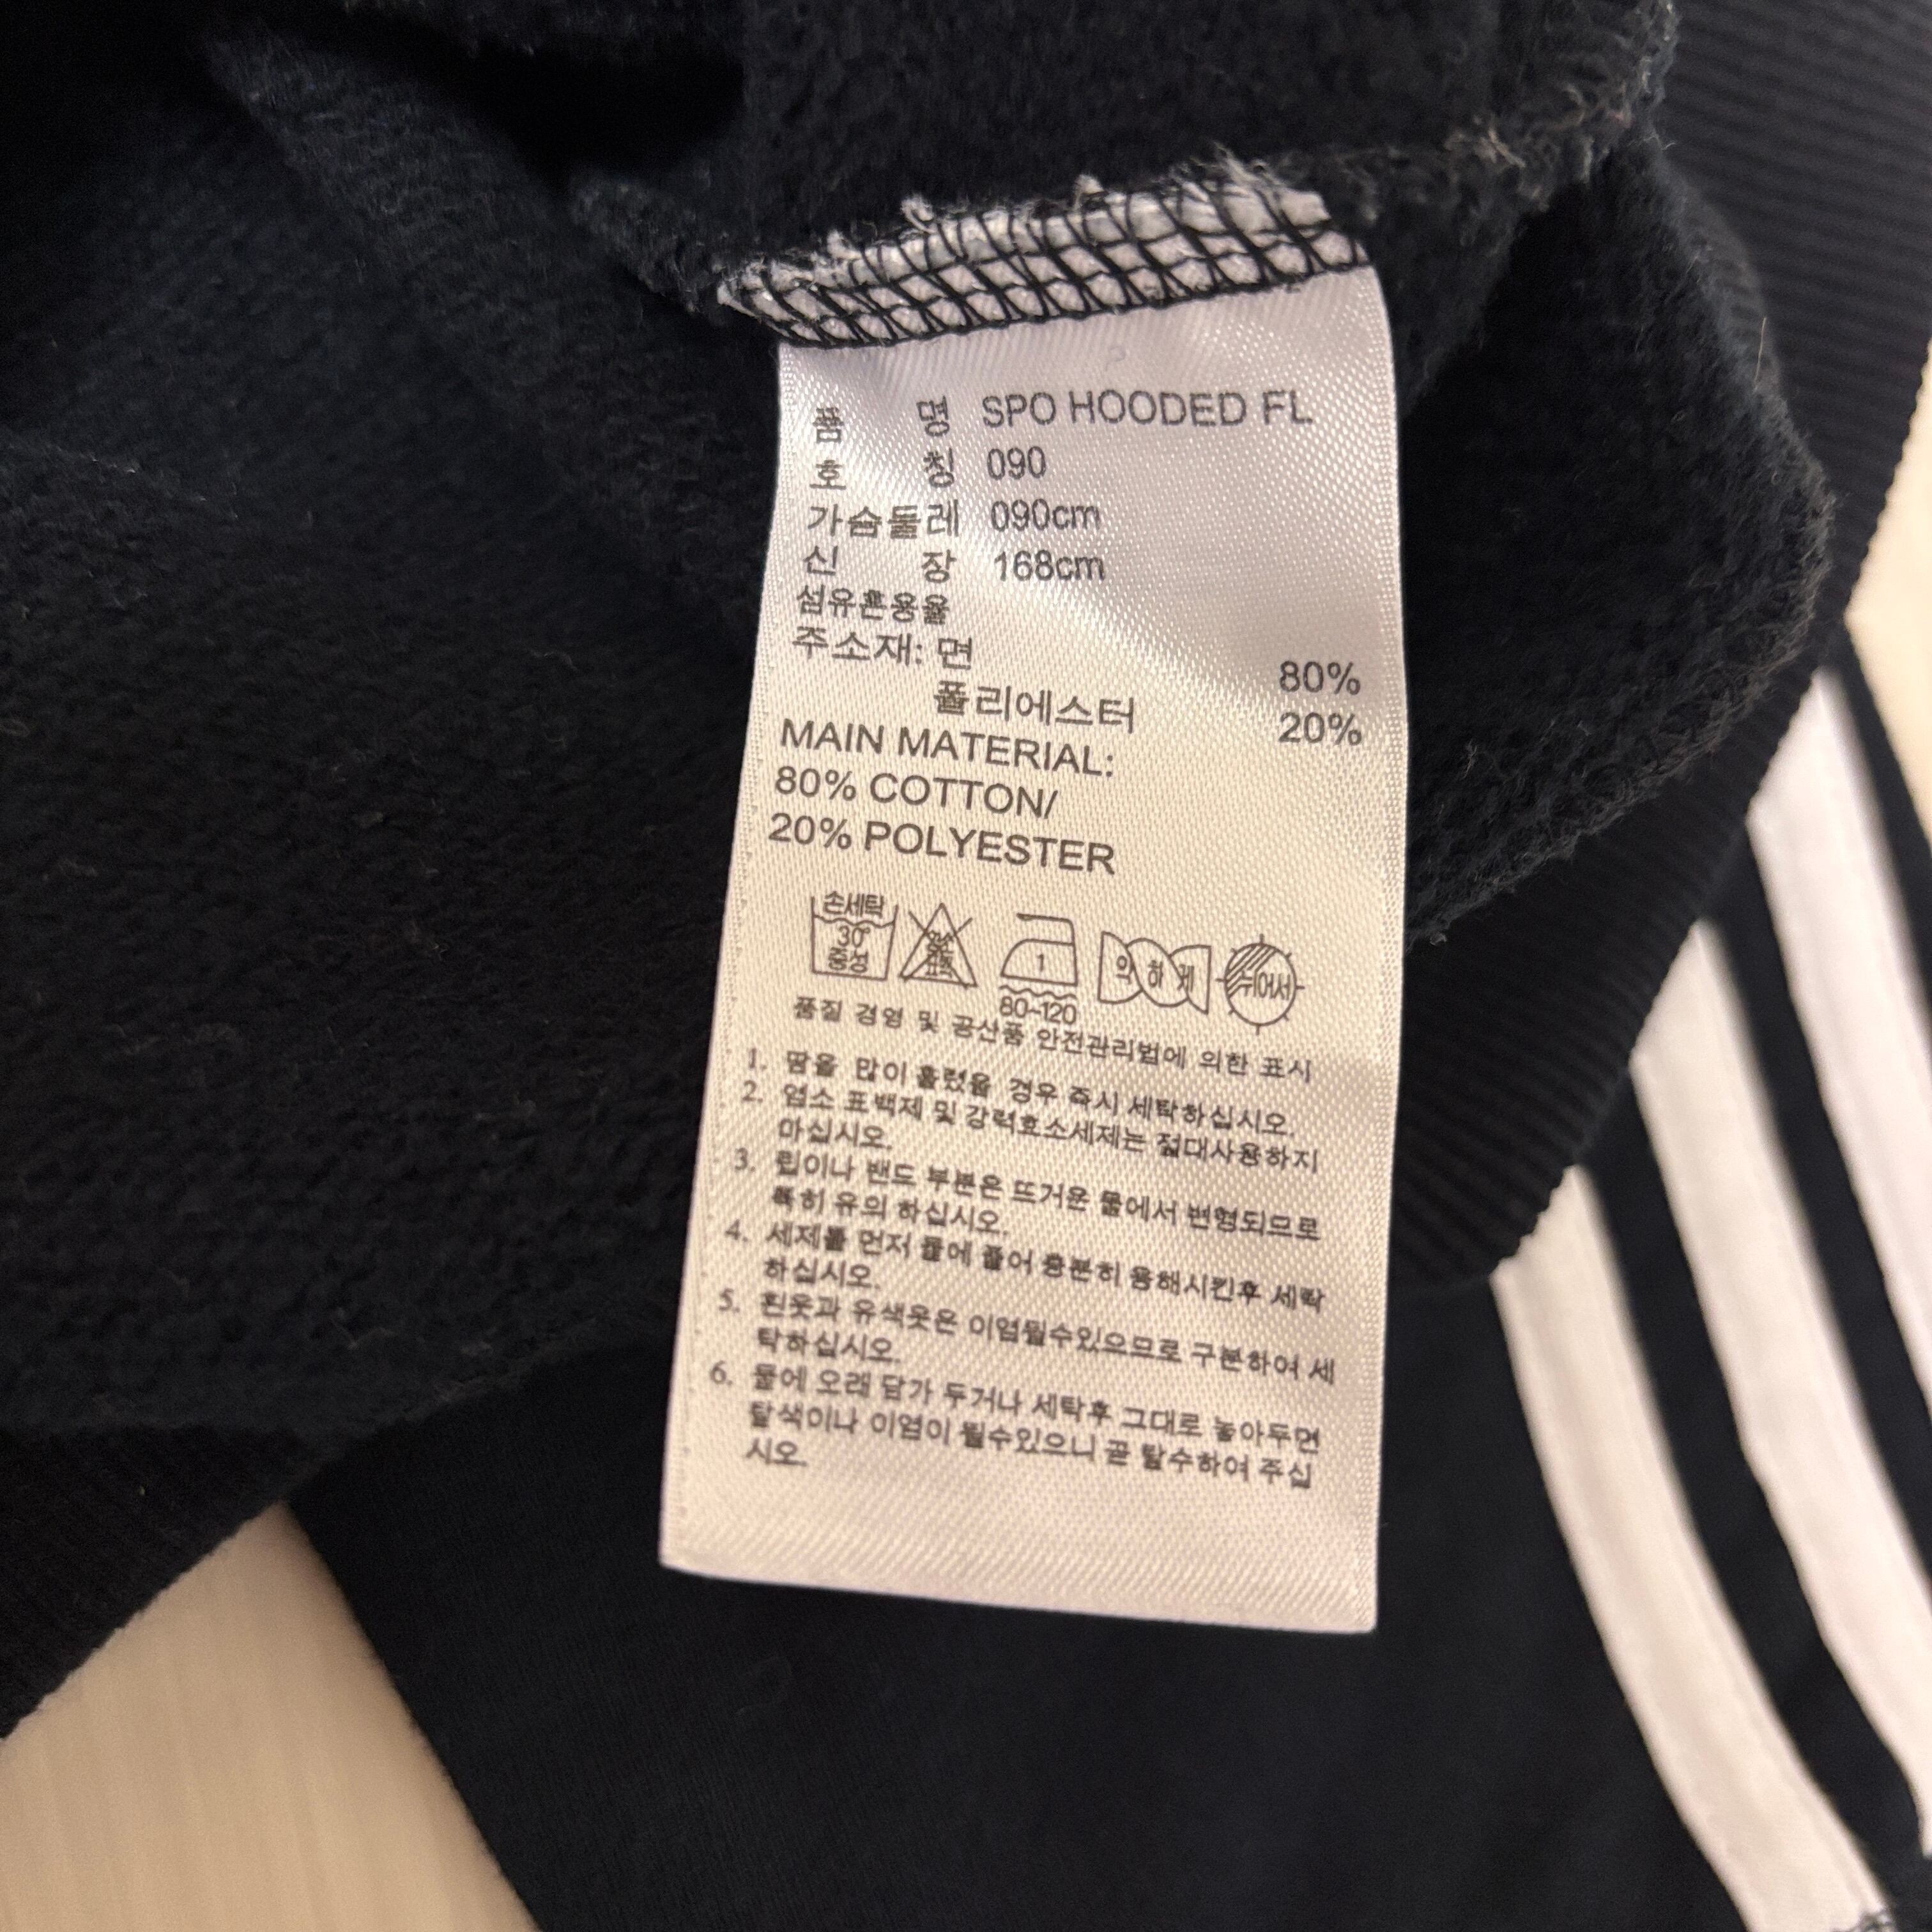 품 명 SPO HOODED FL
호 칭 090
가슴둘레 090cm
신 장 168cm
섬유혼용율
주소재: 면 80%
폴리에스터 20%
MAIN MATERIAL:
80% COTTON/
20% POLYESTER
손세탁
30°
중성
염소
표백
1
80~120
약하게
뉘어서
품질 경영 및 공산품 안전관리법에 의한 표시
1. 땀을 많이 흘렸을 경우 즉시 세탁하십시오.
2. 염소 표백제 및 강력효소세제는 절대사용하지
마십시오.
3. 립이나 밴드 부분은 뜨거운 물에서 변형되므로
특히 유의 하십시오.
4. 세제를 먼저 물에 풀어 충분히 용해시킨후 세탁
하십시오.
5. 흰옷과 유색옷은 이염될수있으므로 구분하여 세
탁하십시오.
6. 물에 오래 담가 두거나 세탁후 그대로 놓아두면
탈색이나 이염이 될수있으니 곧 탈수하여 주십
시오.